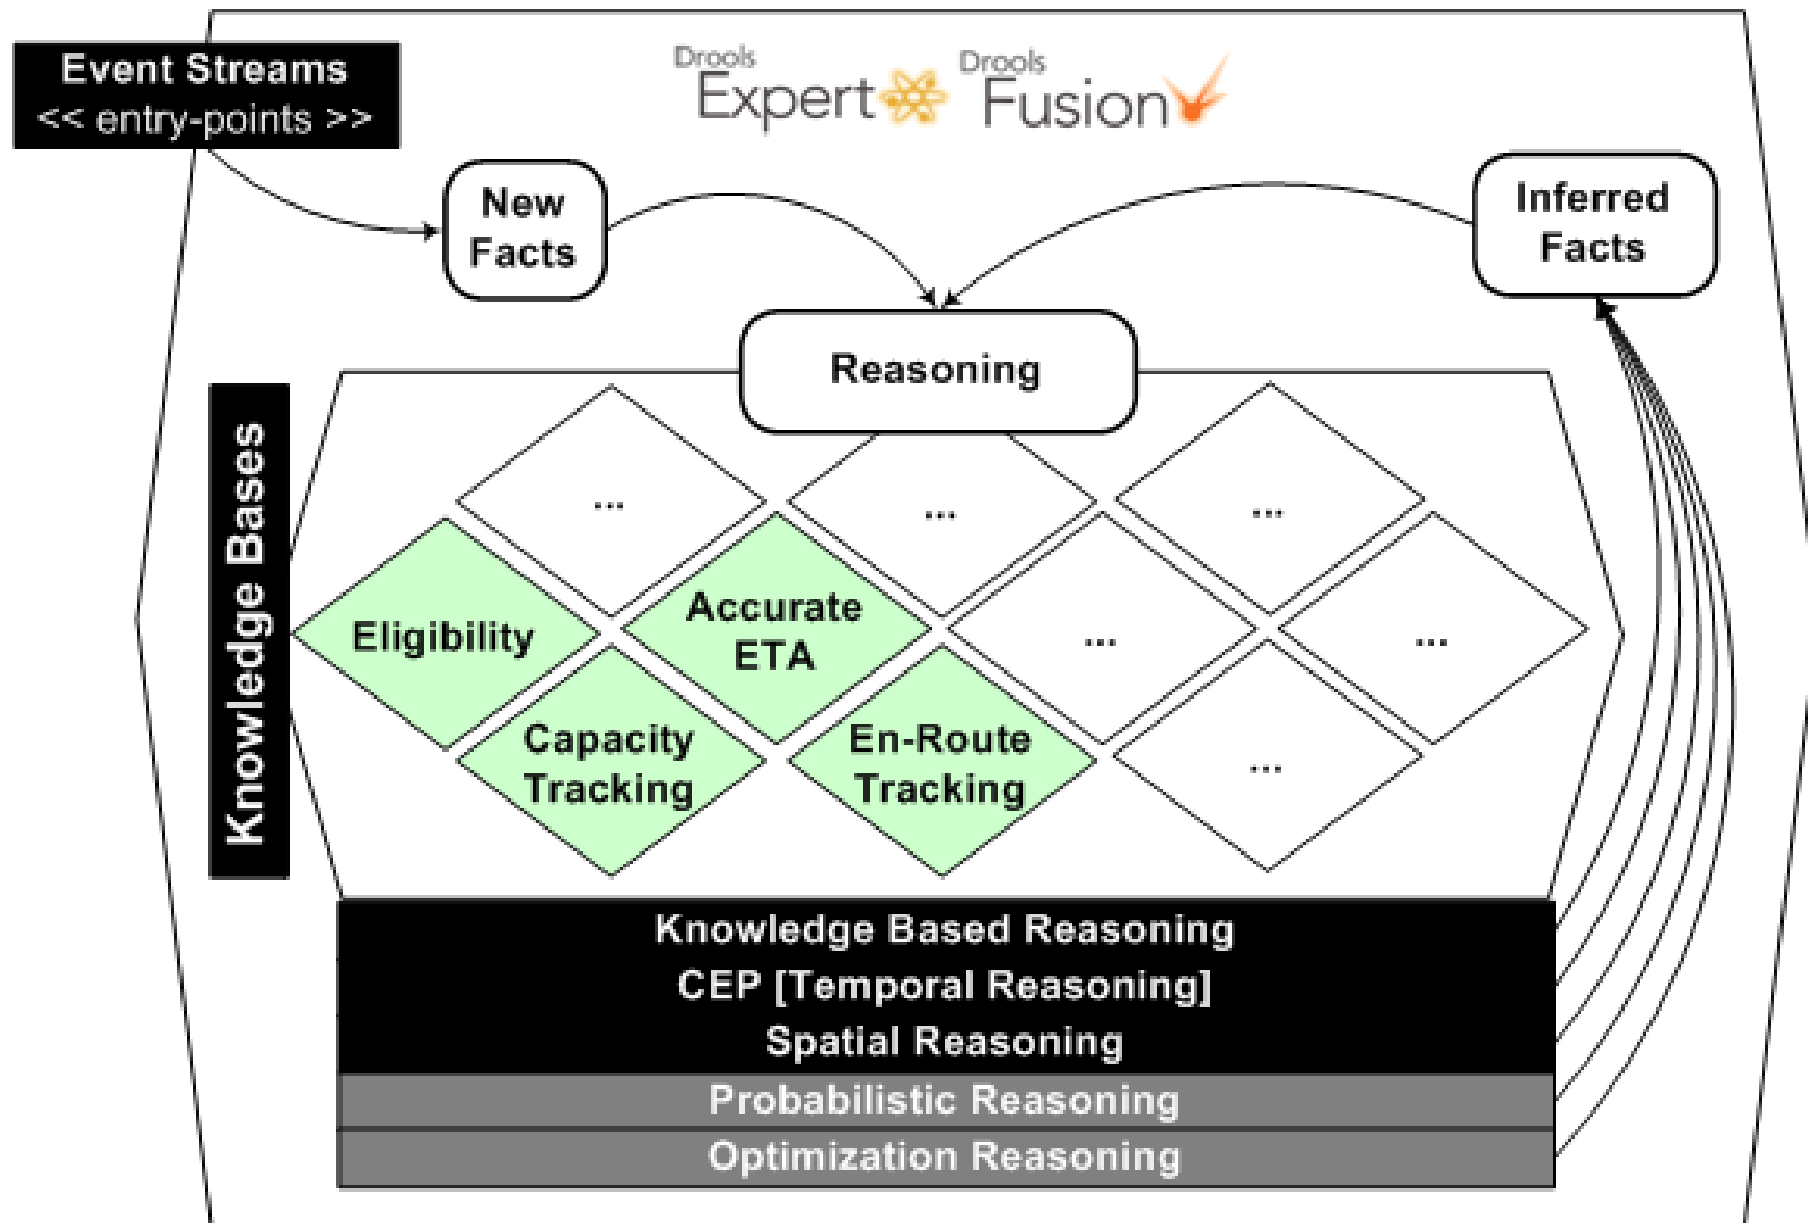 Event Streams
<< entry-points >>
Drools
Expert
Drools
Fusion
New
Facts
Inferred
Facts
Reasoning
Knowledge Bases
...
...
...
Eligibility
Accurate
ETA
...
...
Capacity
Tracking
En-Route
Tracking
...
Knowledge Based Reasoning
CEP [Temporal Reasoning]
Spatial Reasoning
Probabilistic Reasoning
Optimization Reasoning